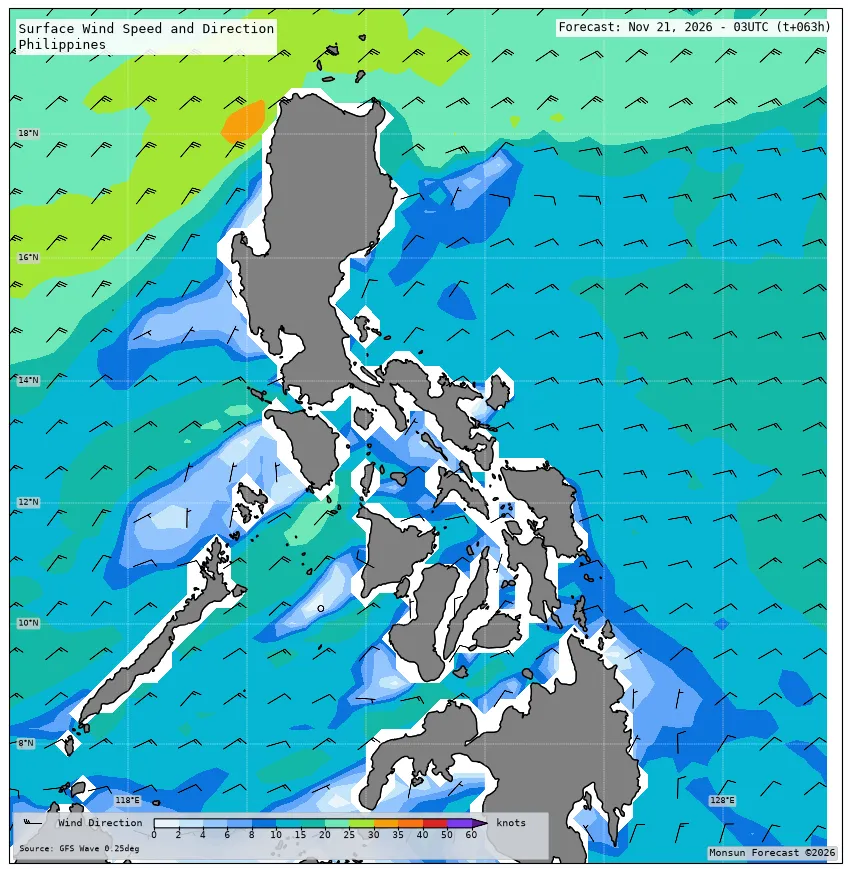 Surface Wind Speed and Direction
Philippines
Forecast: Nov 21, 2026 - 03UTC (t+063h)
18°N
16°N
14°N
12°N
10°N
8°N
118°E
128°E
Wind Direction
0 2 4 6 8 10 15 20 25 30 35 40 50 60
knots
Source: GFS Wave 0.25deg
Monsun Forecast ©2026